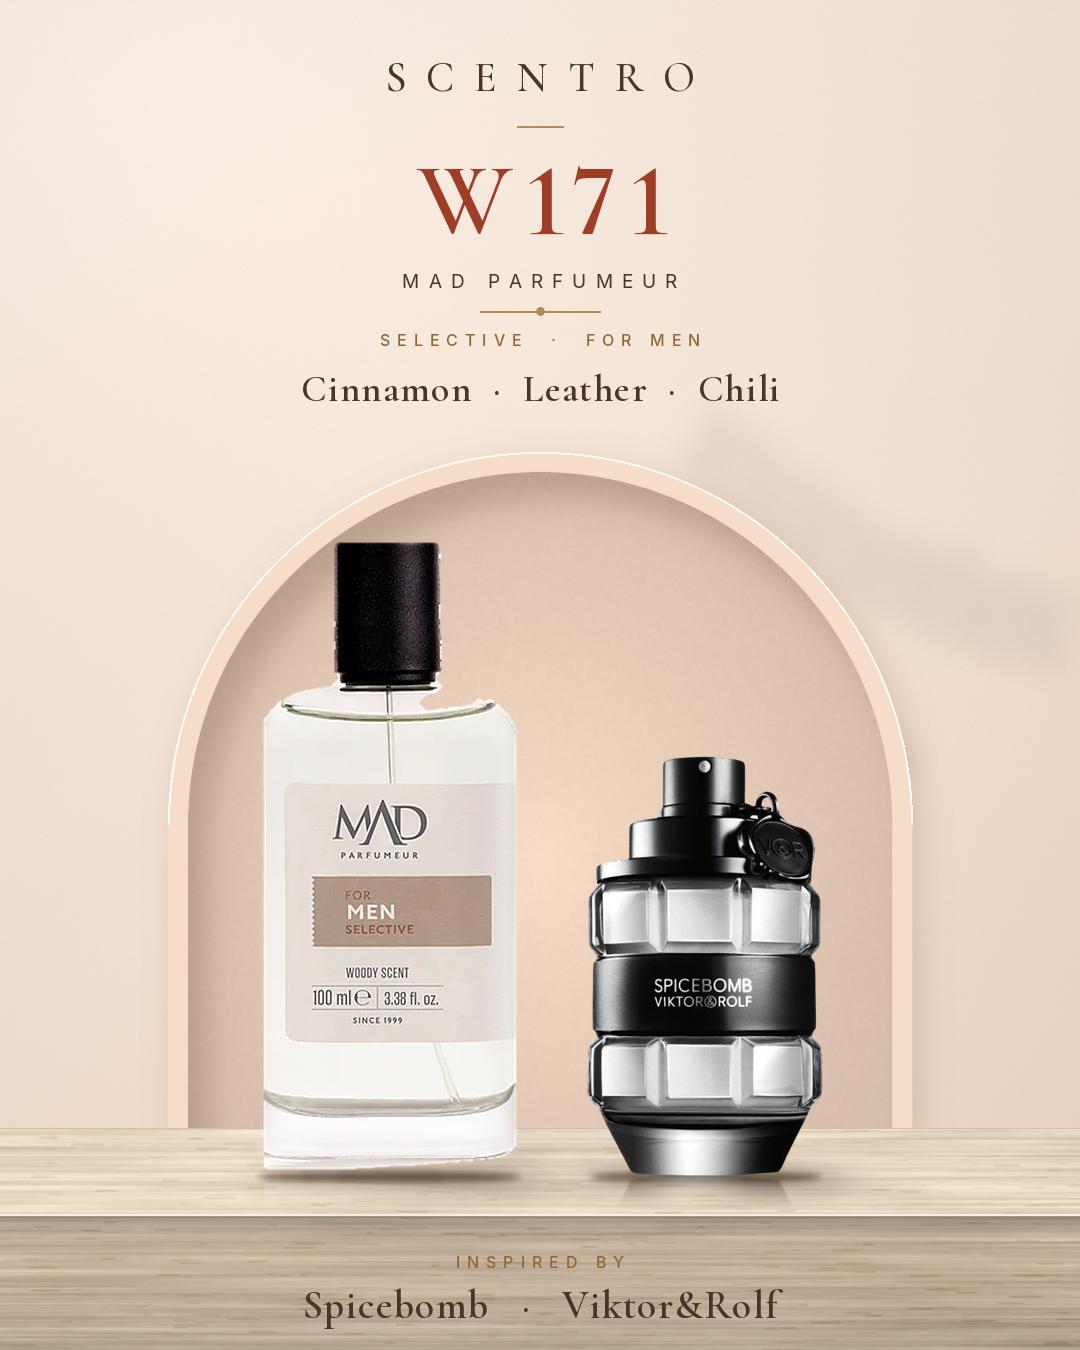 SCENTRO
W171
MAD PARFUMEUR
SELECTIVE · FOR MEN
Cinnamon · Leather · Chili
MAD
PARFUMEUR
FOR
MEN
SELECTIVE
WOODY SCENT
100 ml ℮ 3.38 fl. oz.
SINCE 1999
V&R
SPICEBOMB
VIKTOR&ROLF
INSPIRED BY
Spicebomb · Viktor&Rolf